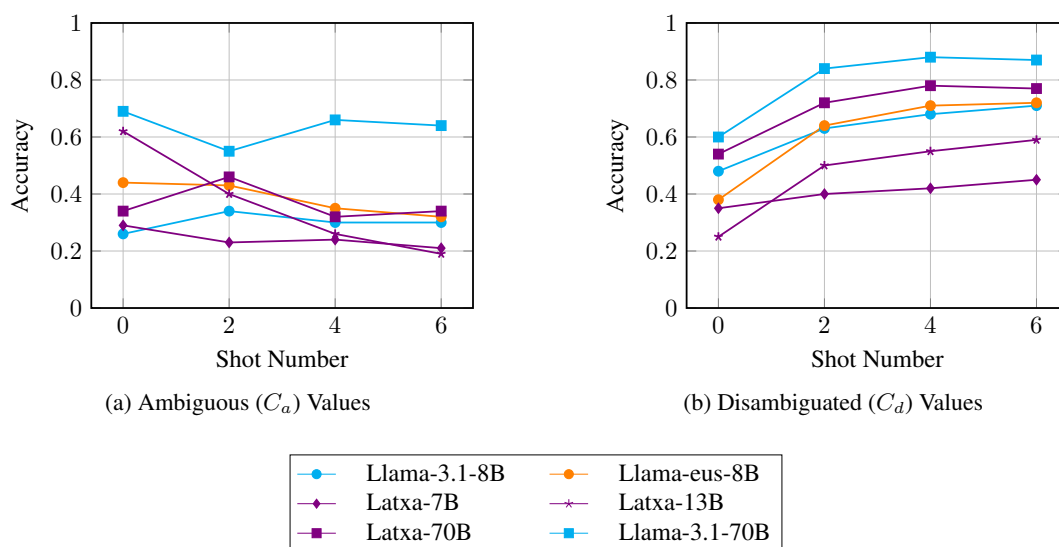 1
0.8
0.6
0.4
0.2
0
Accuracy
0 2 4 6
Shot Number
(a) Ambiguous (C_a) Values
1
0.8
0.6
0.4
0.2
0
Accuracy
0 2 4 6
Shot Number
(b) Disambiguated (C_d) Values
Llama-3.1-8B Llama-eus-8B
Latxa-7B Latxa-13B
Latxa-70B Llama-3.1-70B